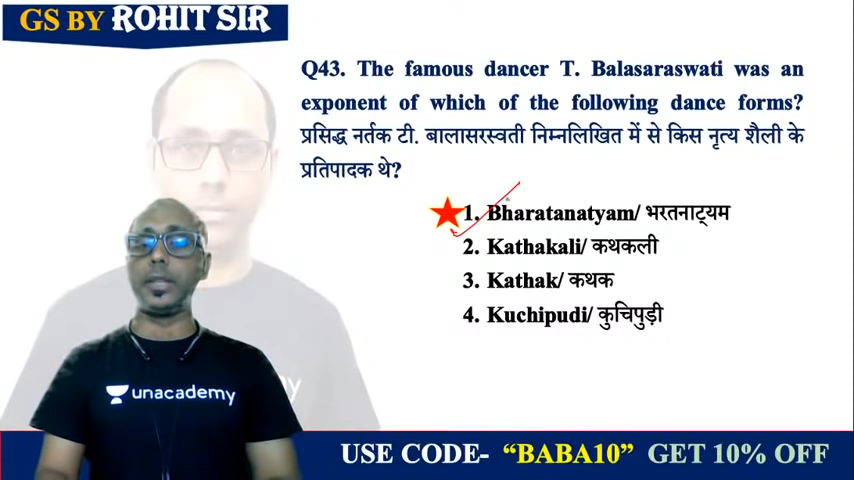 GS BY ROHIT SIR
Q43. The famous dancer T. Balasaraswati was an
exponent of which of the following dance forms?
प्रसिद्ध नर्तक टी. बालासरस्वती निम्नलिखित में से किस नृत्य शैली के
प्रतिपादक थे?
1. Bharatanatyam/ भरतनाट्यम
2. Kathakali/ कथकली
3. Kathak/ कथक
4. Kuchipudi/ कुचिपुड़ी
unacademy
USE CODE- “BABA10” GET 10% OFF